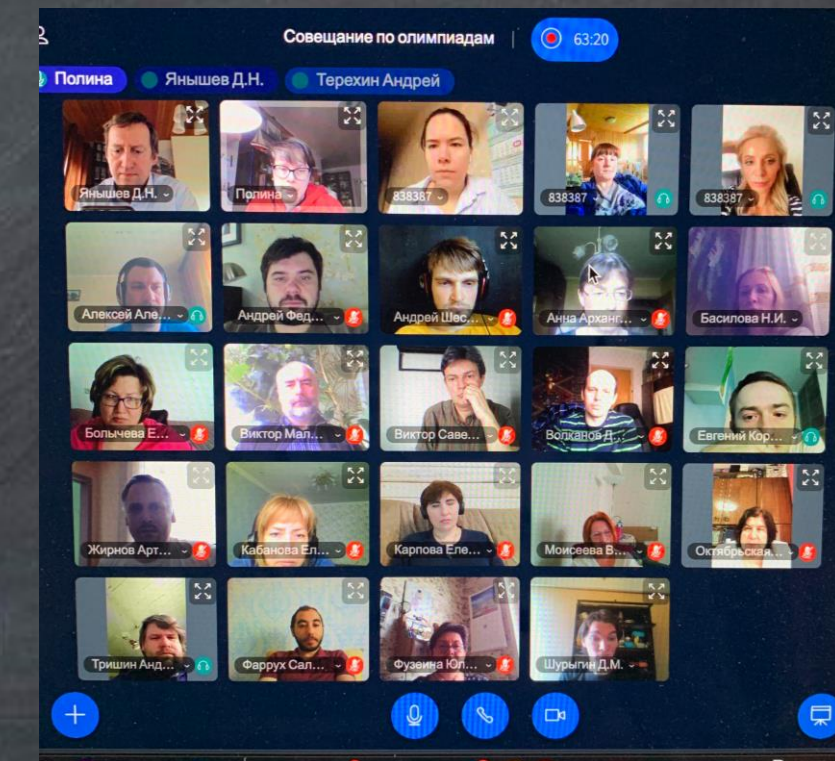 Совещание по олимпиадам 63:20
Полина Янышев Д.Н. Терехин Андрей
Янышев Д.Н. Полина 838387 838387 838387
Алексей Але... Андрей Фед... Андрей Шес... Анна Арханг... Басилова Н.И.
Болычева Е... Виктор Мал... Виктор Саве... Волканов Д... Евгений Кор...
Жирнов Арт... Кабанова Ел... Карпова Еле... Моисеева В... Октябрьская...
Тришин Анд... Фаррух Сал... Фузеина Юл... Шурыгин Д.М.